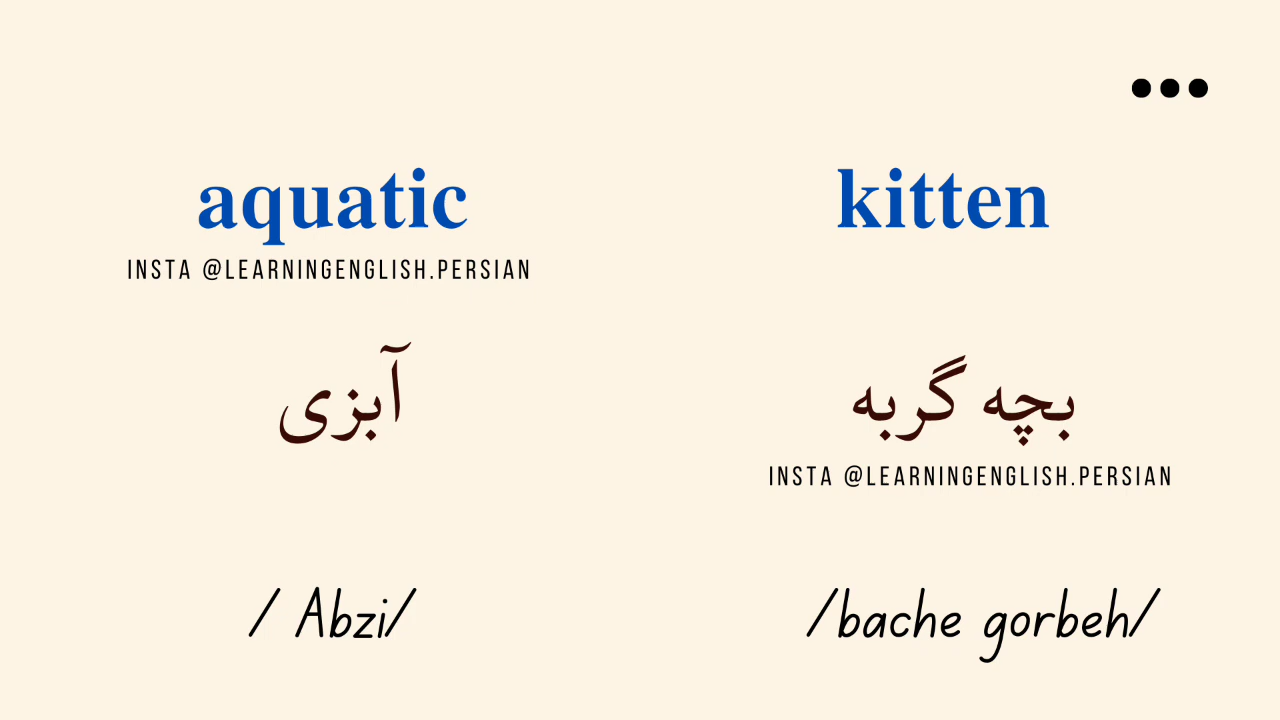 aquatic
INSTA @LEARNINGENGLISH.PERSIAN
آبزی
/ Abzi/
kitten
بچه گربه
INSTA @LEARNINGENGLISH.PERSIAN
/bache gorbeh/